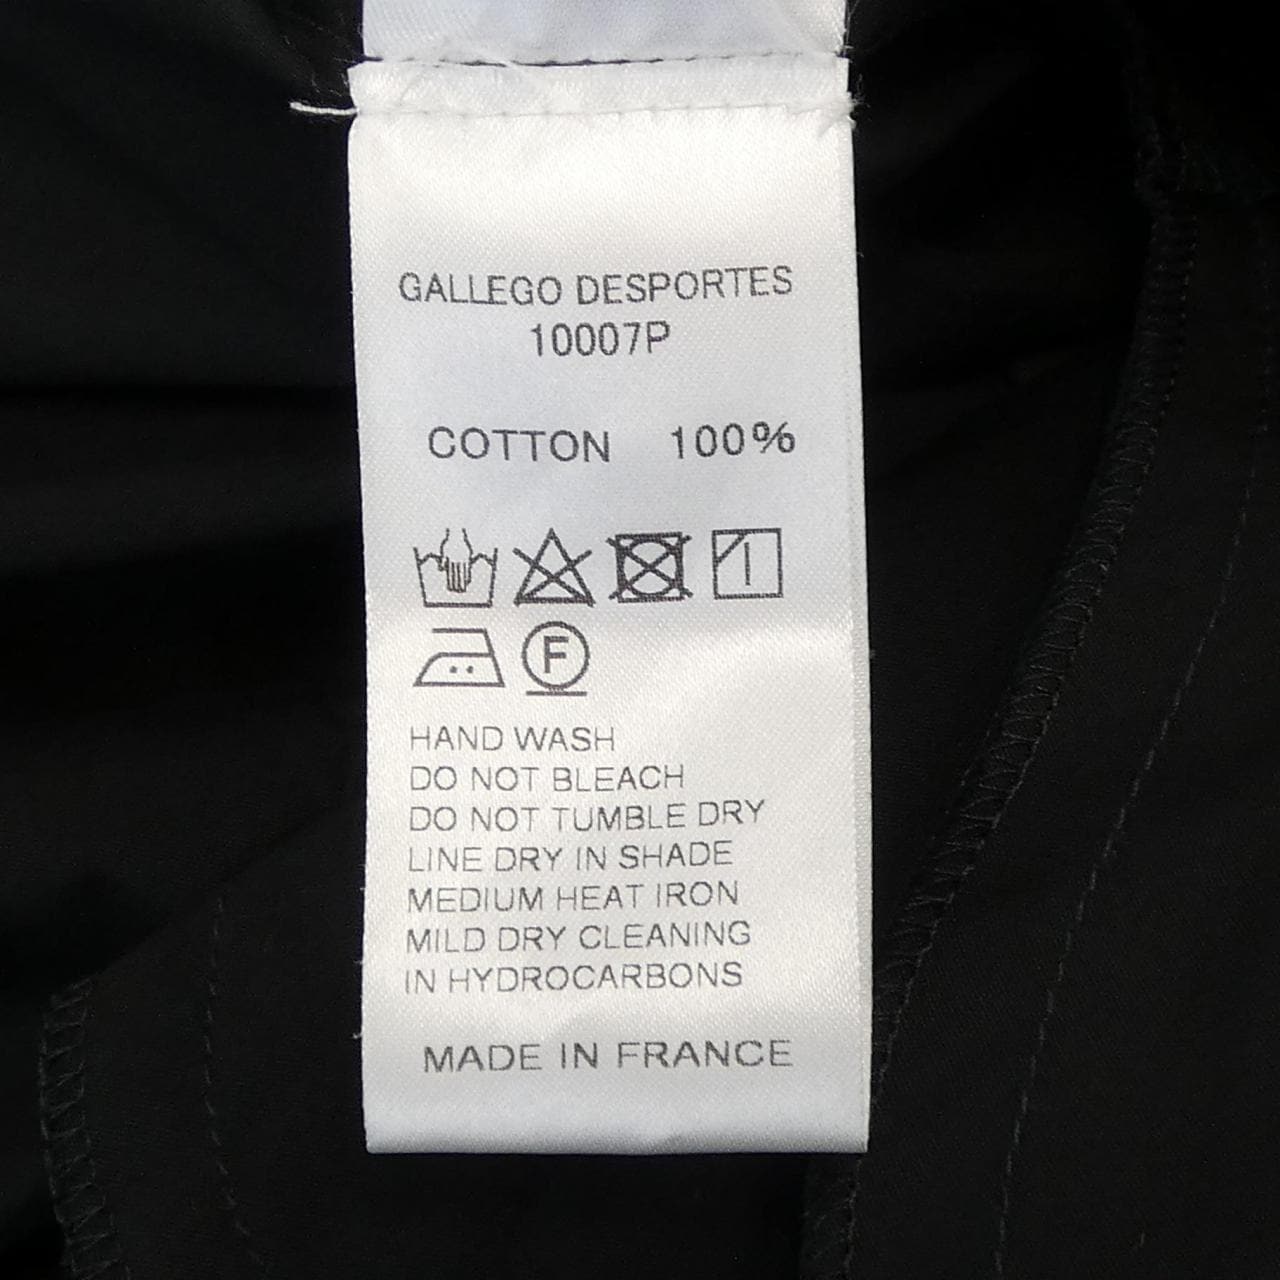 GALLEGO DESPORTES
10007P
COTTON 100%
F
HAND WASH
DO NOT BLEACH
DO NOT TUMBLE DRY
LINE DRY IN SHADE
MEDIUM HEAT IRON
MILD DRY CLEANING
IN HYDROCARBONS
MADE IN FRANCE